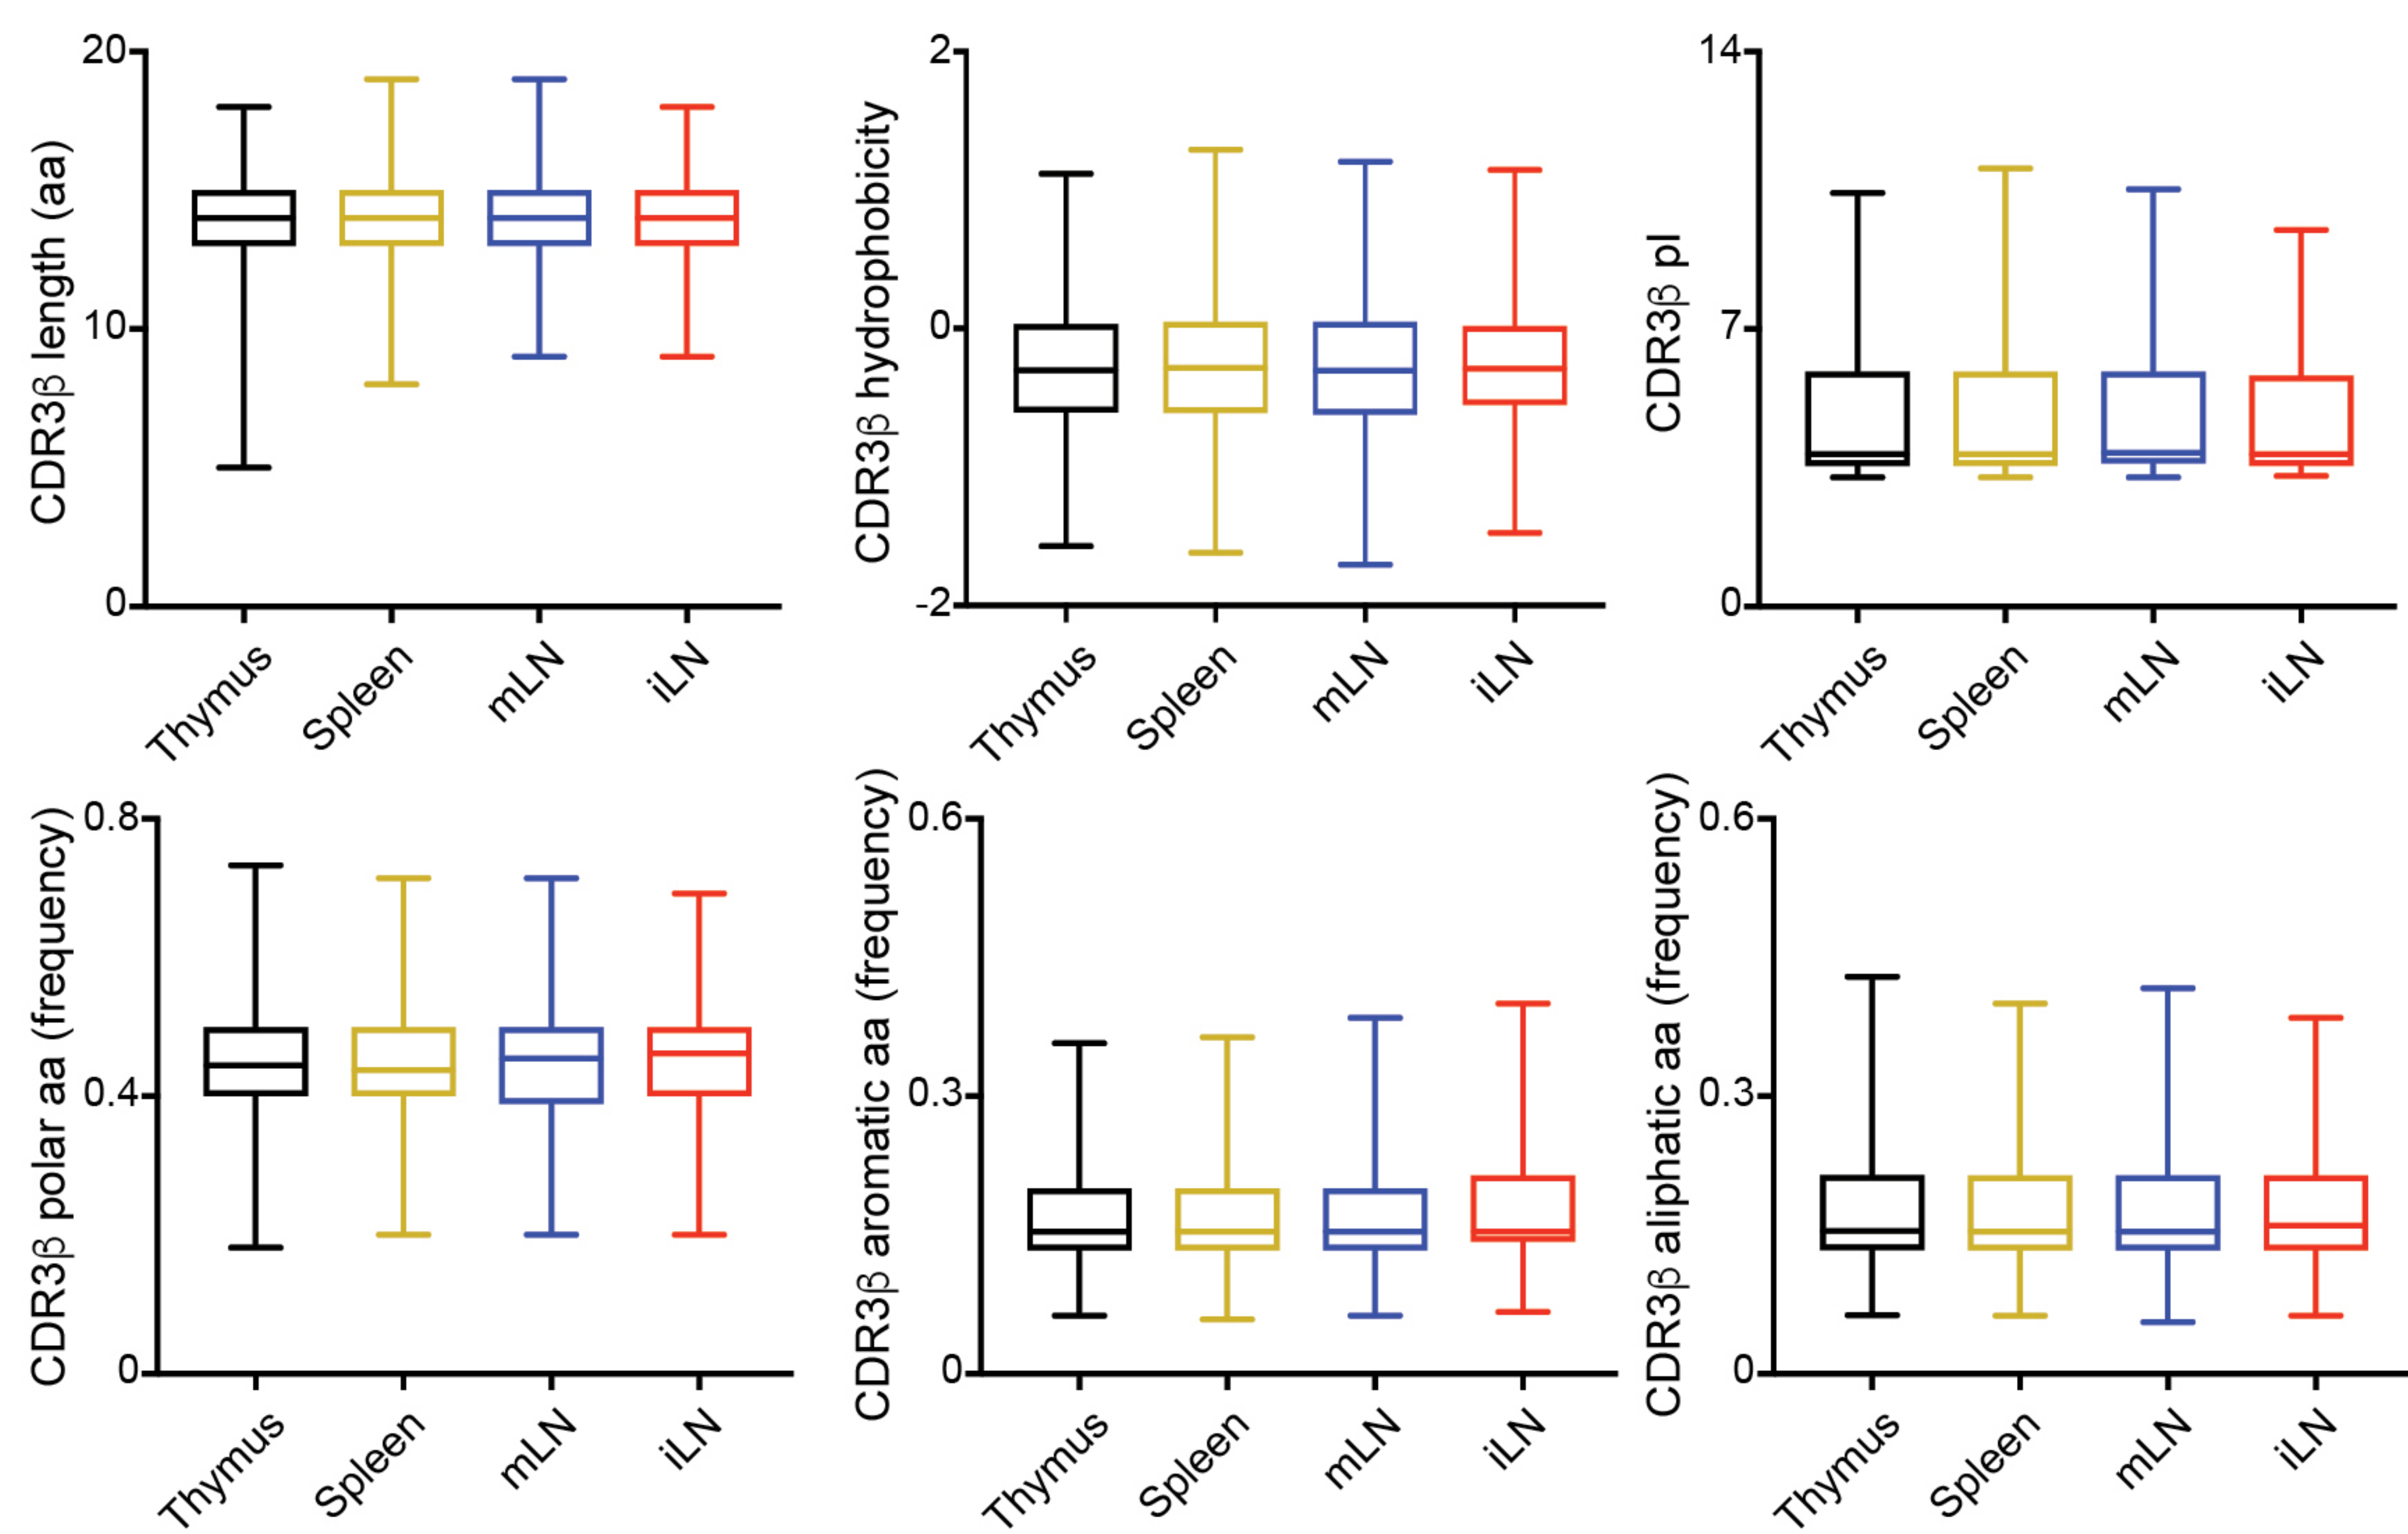 CDR3β length (aa)
20
10
0
Thymus
Spleen
mLN
iLN
CDR3β hydrophobicity
2
0
-2
Thymus
Spleen
mLN
iLN
CDR3β pI
14
7
0
Thymus
Spleen
mLN
iLN
CDR3β polar aa (frequency)
0.8
0.4
0
Thymus
Spleen
mLN
iLN
CDR3β aromatic aa (frequency)
0.6
0.3
0
Thymus
Spleen
mLN
iLN
CDR3β aliphatic aa (frequency)
0.6
0.3
0
Thymus
Spleen
mLN
iLN